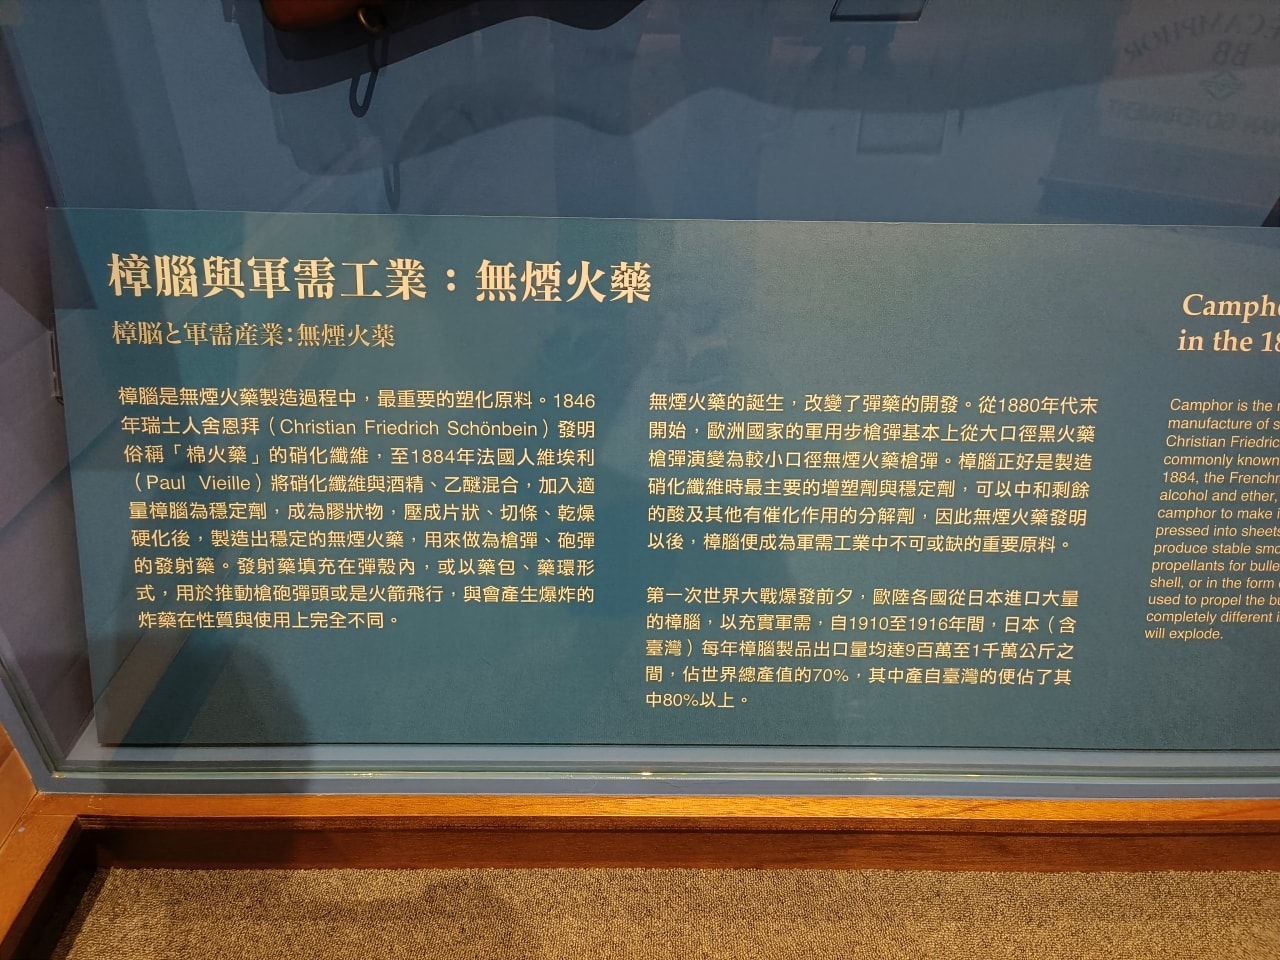 樟腦與軍需工業：無煙火藥
樟脳と軍需産業：無煙火薬
樟腦是無煙火藥製造過程中，最重要的塑化原料。1846
年瑞士人舍恩拜（Christian Friedrich Schönbein）發明
俗稱「棉火藥」的硝化纖維，至1884年法國人維埃利
（Paul Vieille）將硝化纖維與酒精、乙醚混合，加入適
量樟腦為穩定劑，成為膠狀物，壓成片狀、切條、乾燥
硬化後，製造出穩定的無煙火藥，用來做為槍彈、砲彈
的發射藥。發射藥填充在彈殼內，或以藥包、藥環形
式，用於推動槍砲彈頭或是火箭飛行，與會產生爆炸的
炸藥在性質與使用上完全不同。
無煙火藥的誕生，改變了彈藥的開發。從1880年代末
開始，歐洲國家的軍用步槍彈基本上從大口徑黑火藥
槍彈演變為較小口徑無煙火藥槍彈。樟腦正好是製造
硝化纖維時最主要的增塑劑與穩定劑，可以中和剩餘
的酸及其他有催化作用的分解劑，因此無煙火藥發明
以後，樟腦便成為軍需工業中不可或缺的重要原料。
第一次世界大戰爆發前夕，歐陸各國從日本進口大量
的樟腦，以充實軍需，自1910至1916年間，日本（含
臺灣）每年樟腦製品出口量均達9百萬至1千萬公斤之
間，佔世界總產值的70%，其中產自臺灣的便佔了其
中80%以上。
Campho
in the 18
Camphor is the
manufacture of s
Christian Friedric
commonly known
1884, the Frenchm
alcohol and ether,
camphor to make i
pressed into sheets
produce stable smo
propellants for bulle
shell, or in the form
used to propel the bu
completely different i
will explode.
CAMPHOR
BB